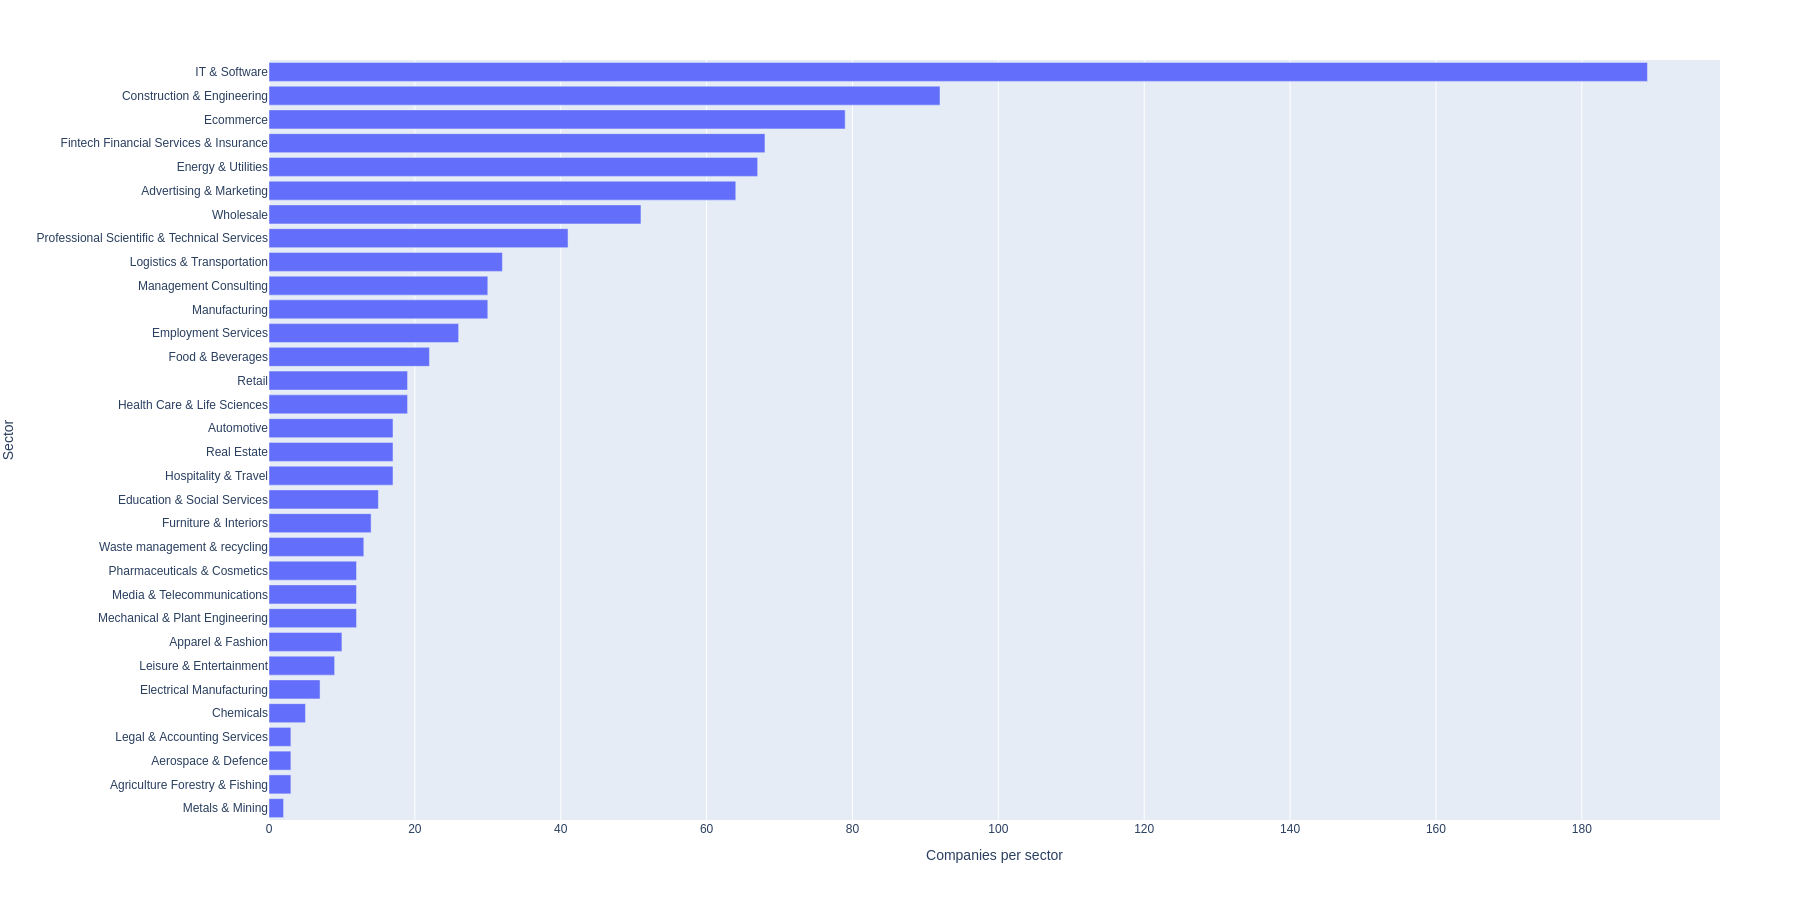 IT & Software
Construction & Engineering
Ecommerce
Fintech Financial Services & Insurance
Energy & Utilities
Advertising & Marketing
Wholesale
Professional Scientific & Technical Services
Logistics & Transportation
Management Consulting
Manufacturing
Employment Services
Food & Beverages
Retail
Health Care & Life Sciences
Automotive
Real Estate
Hospitality & Travel
Education & Social Services
Furniture & Interiors
Waste management & recycling
Pharmaceuticals & Cosmetics
Media & Telecommunications
Mechanical & Plant Engineering
Apparel & Fashion
Leisure & Entertainment
Electrical Manufacturing
Chemicals
Legal & Accounting Services
Aerospace & Defence
Agriculture Forestry & Fishing
Metals & Mining
Sector
0 20 40 60 80 100 120 140 160 180
Companies per sector